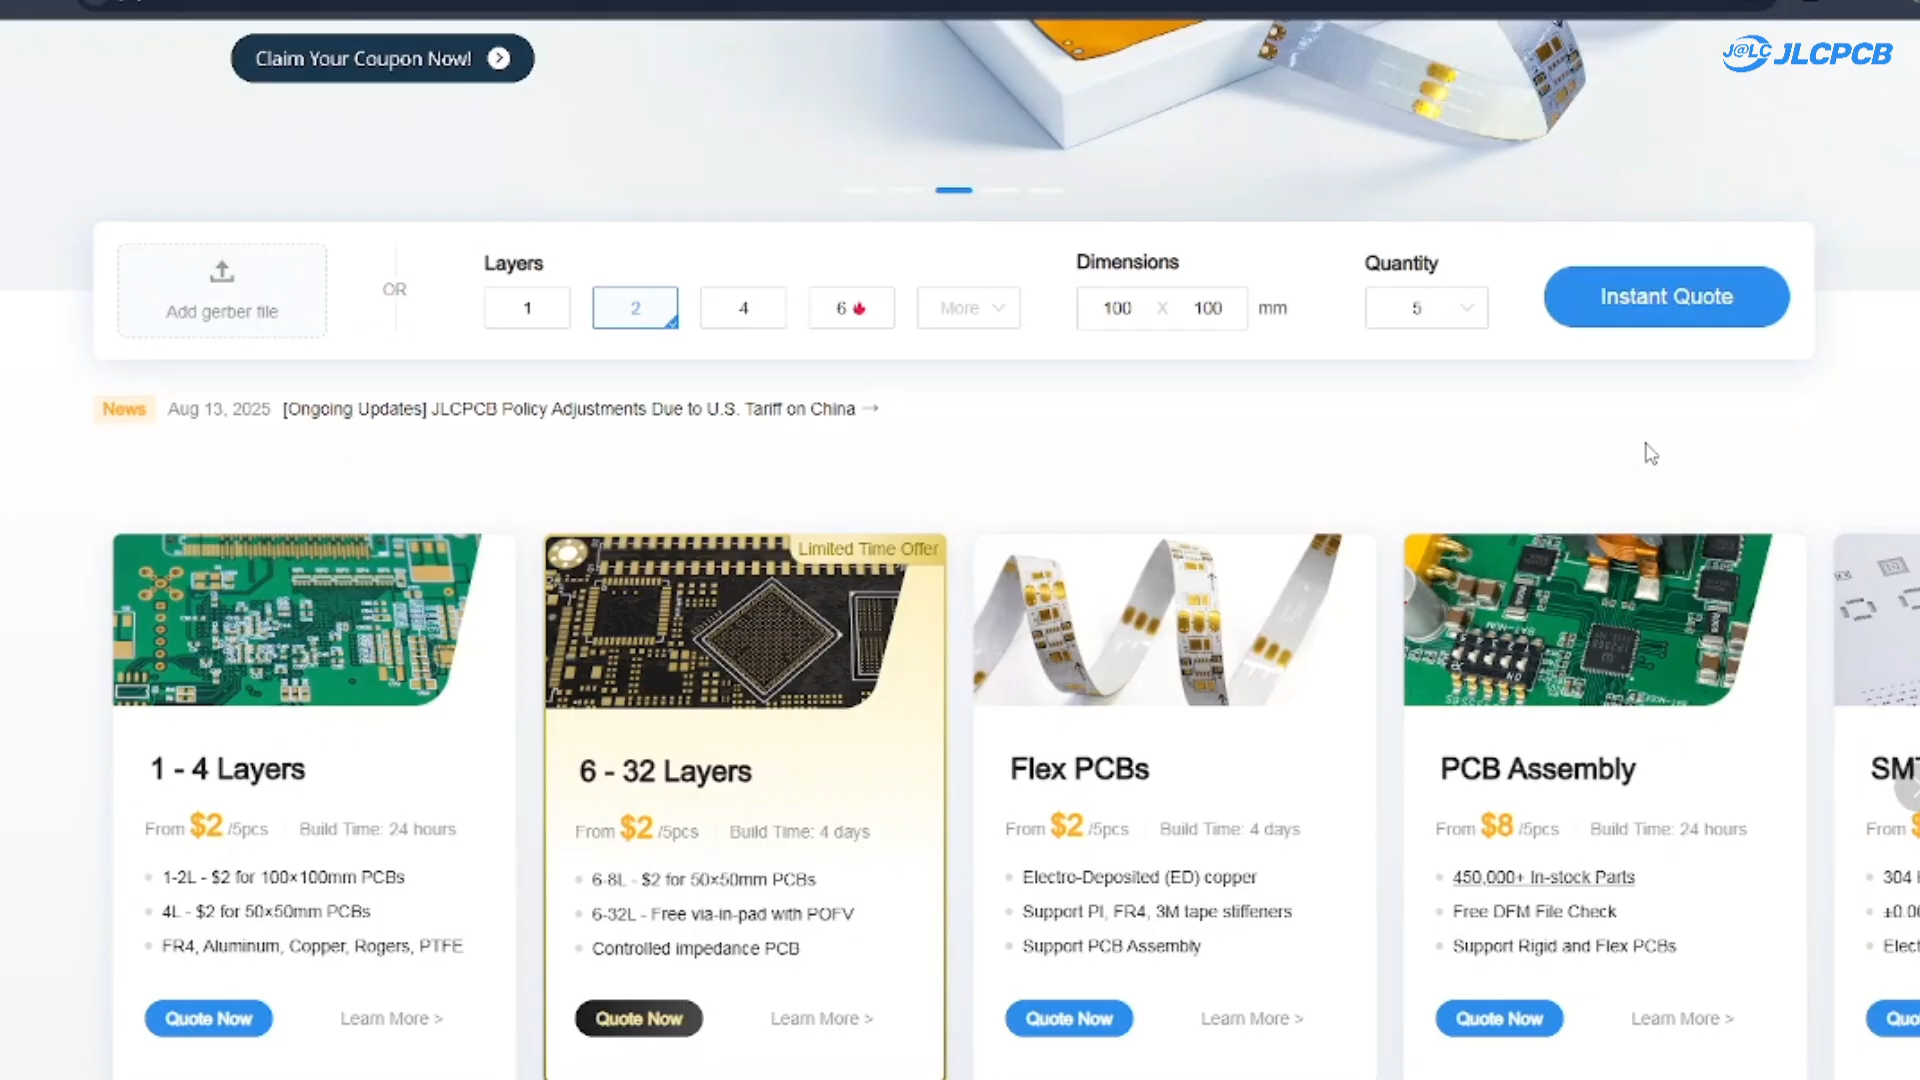 Claim Your Coupon Now!
J@LC JLCPCB
Add gerber file
OR
Layers
1
2
4
6
More
Dimensions
100 X 100 mm
Quantity
5
Instant Quote
News Aug 13, 2025 [Ongoing Updates] JLCPCB Policy Adjustments Due to U.S. Tariff on China →
1 - 4 Layers
From $2 /5pcs Build Time: 24 hours
1-2L - $2 for 100×100mm PCBs
4L - $2 for 50×50mm PCBs
FR4, Aluminum, Copper, Rogers, PTFE
Quote Now Learn More >
Limited Time Offer
6 - 32 Layers
From $2 /5pcs Build Time: 4 days
6-8L - $2 for 50×50mm PCBs
6-32L - Free via-in-pad with POFV
Controlled impedance PCB
Quote Now Learn More >
Flex PCBs
From $2 /5pcs Build Time: 4 days
Electro-Deposited (ED) copper
Support PI, FR4, 3M tape stiffeners
Support PCB Assembly
Quote Now Learn More >
PCB Assembly
From $8 /5pcs Build Time: 24 hours
450,000+ In-stock Parts
Free DFM File Check
Support Rigid and Flex PCBs
Quote Now Learn More >
From
304